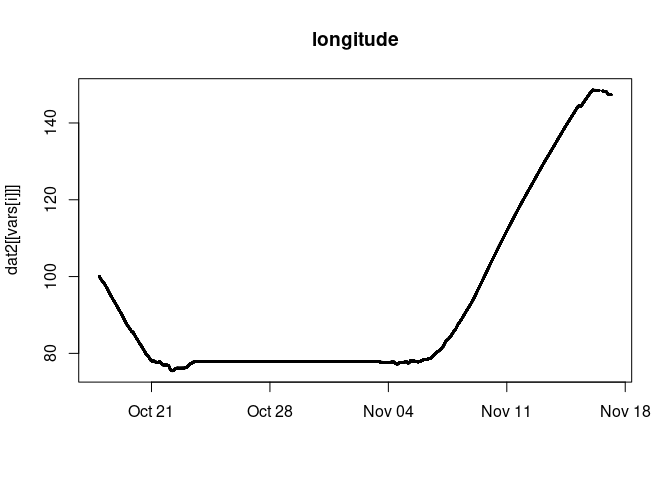 longitude
dat2[[vars[i]]]
140
120
100
80
Oct 21
Oct 28
Nov 04
Nov 11
Nov 18